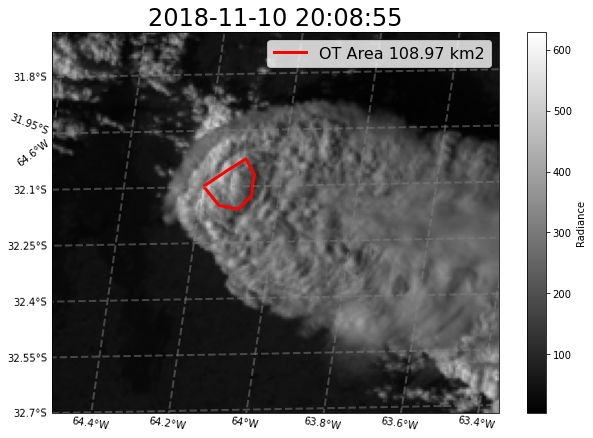 2018-11-10 20:08:55
OT Area 108.97 km2
31.8°S
31.95°S
64.6°W
32.1°S
32.25°S
32.4°S
32.55°S
32.7°S
64.4°W
64.2°W
64°W
63.8°W
63.6°W
63.4°W
600
500
400
300
200
100
Radiance